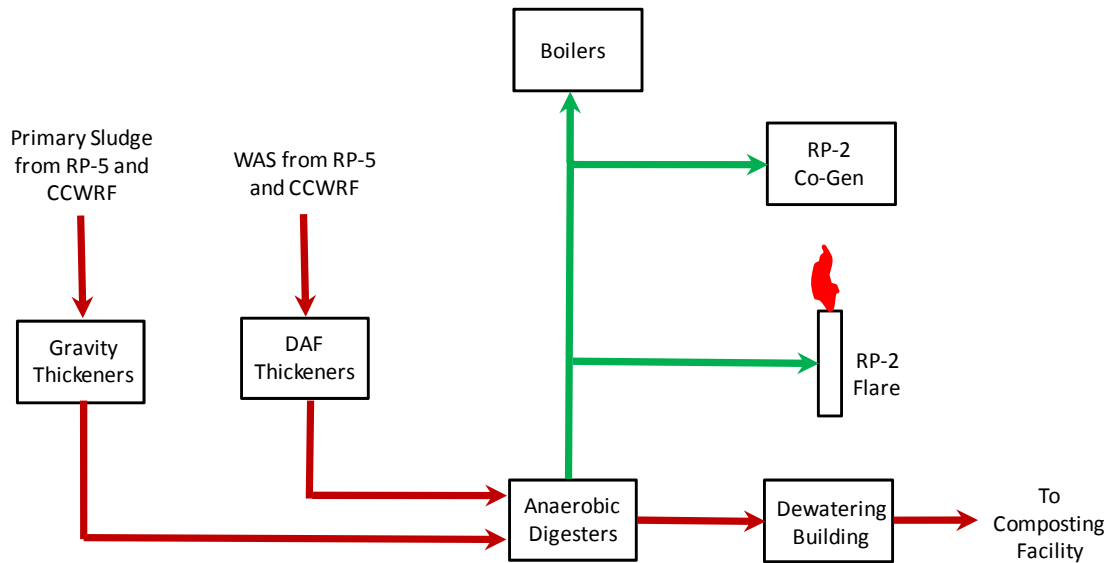 Boilers
Primary Sludge
from RP-5 and
CCWRF
WAS from RP-5
and CCWRF
RP-2
Co-Gen
Gravity
Thickeners
DAF
Thickeners
RP-2
Flare
Anaerobic
Digesters
Dewatering
Building
To
Composting
Facility